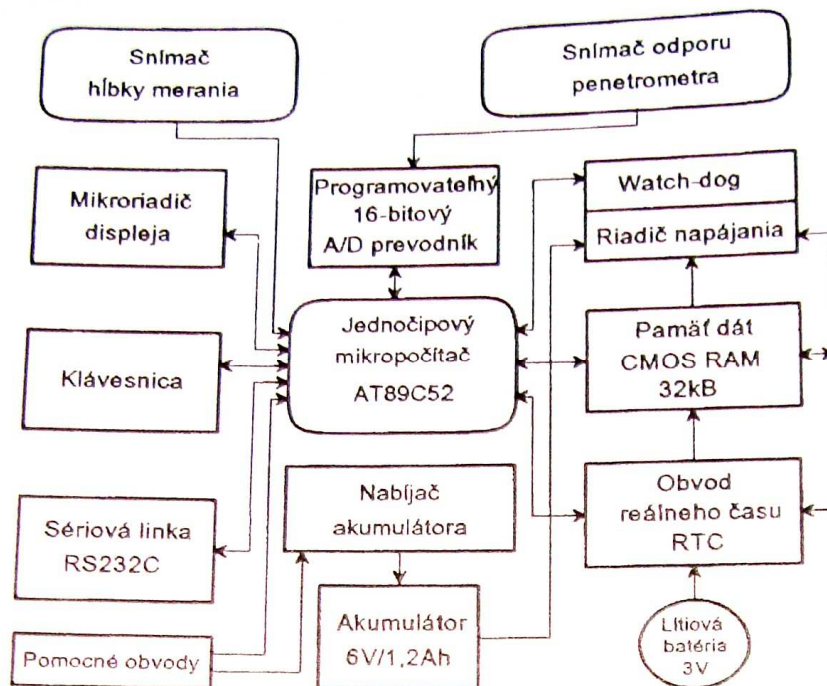 Snímač
hĺbky merania
Snímač odporu
penetrometra
Mikroriadič
displeja
Programovateľný
16-bitový
A/D prevodník
Watch-dog
Riadič napájania
Klávesnica
Jednočipový
mikropočítač
AT89C52
Pamäť dát
CMOS RAM
32kB
Sériová linka
RS232C
Nabíjač
akumulátora
Obvod
reálneho času
RTC
Pomocné obvody
Akumulátor
6V/1,2Ah
Lítiová
batéria
3V